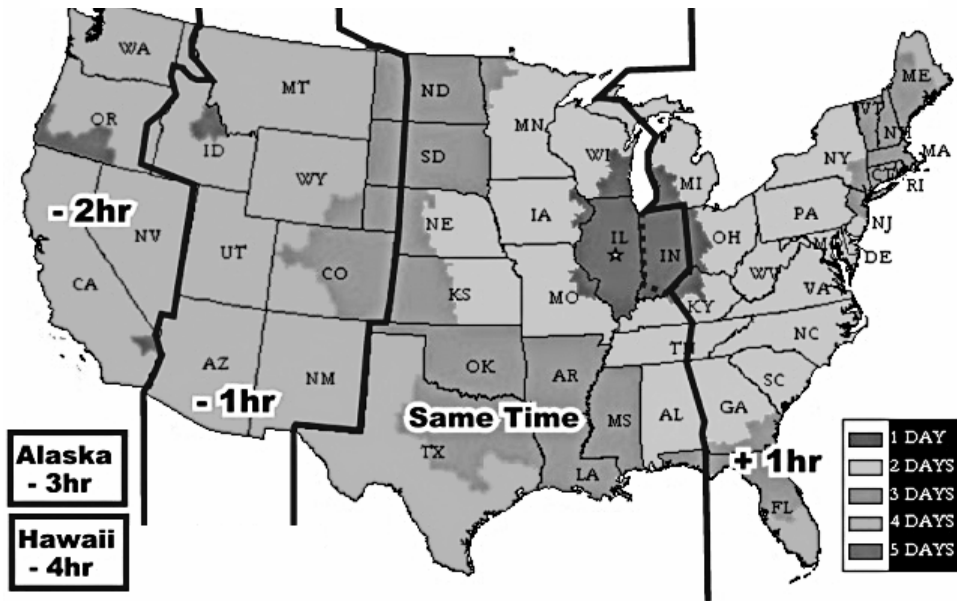 WA
MT
ND
ME
OR
MN
VT
NH
ID
SD
WI
NY
MA
WY
MI
CT
RI
- 2hr
IA
PA
NJ
NV
NE
IL
IN
OH
UT
DE
CO
WV
CA
KS
MO
KY
VA
NC
TN
AZ
NM
OK
AR
SC
- 1hr
Same Time
MS
AL
GA
Alaska
- 3hr
TX
LA
+ 1hr
FL
1 DAY
2 DAYS
3 DAYS
4 DAYS
5 DAYS
Hawaii
- 4hr